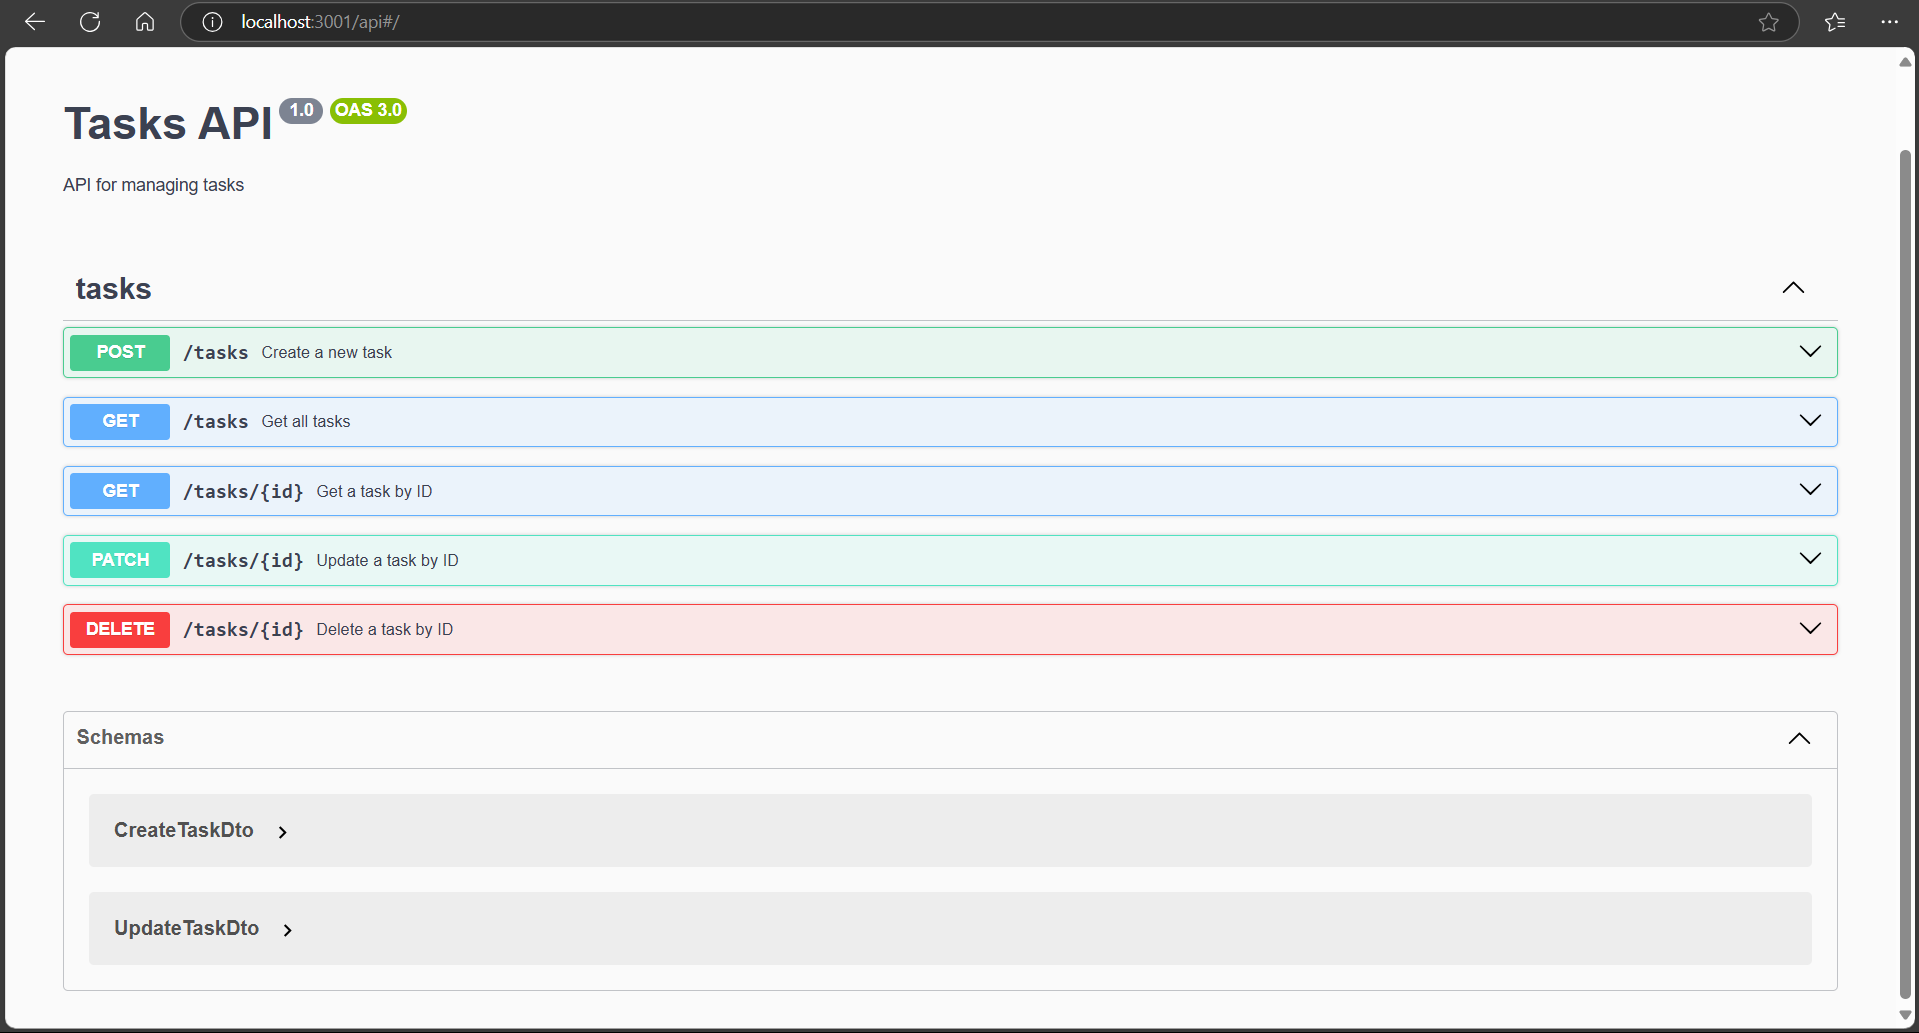 localhost:3001/api#/
Tasks API 1.0 OAS 3.0
API for managing tasks
tasks
POST /tasks Create a new task
GET /tasks Get all tasks
GET /tasks/{id} Get a task by ID
PATCH /tasks/{id} Update a task by ID
DELETE /tasks/{id} Delete a task by ID
Schemas
CreateTaskDto
UpdateTaskDto